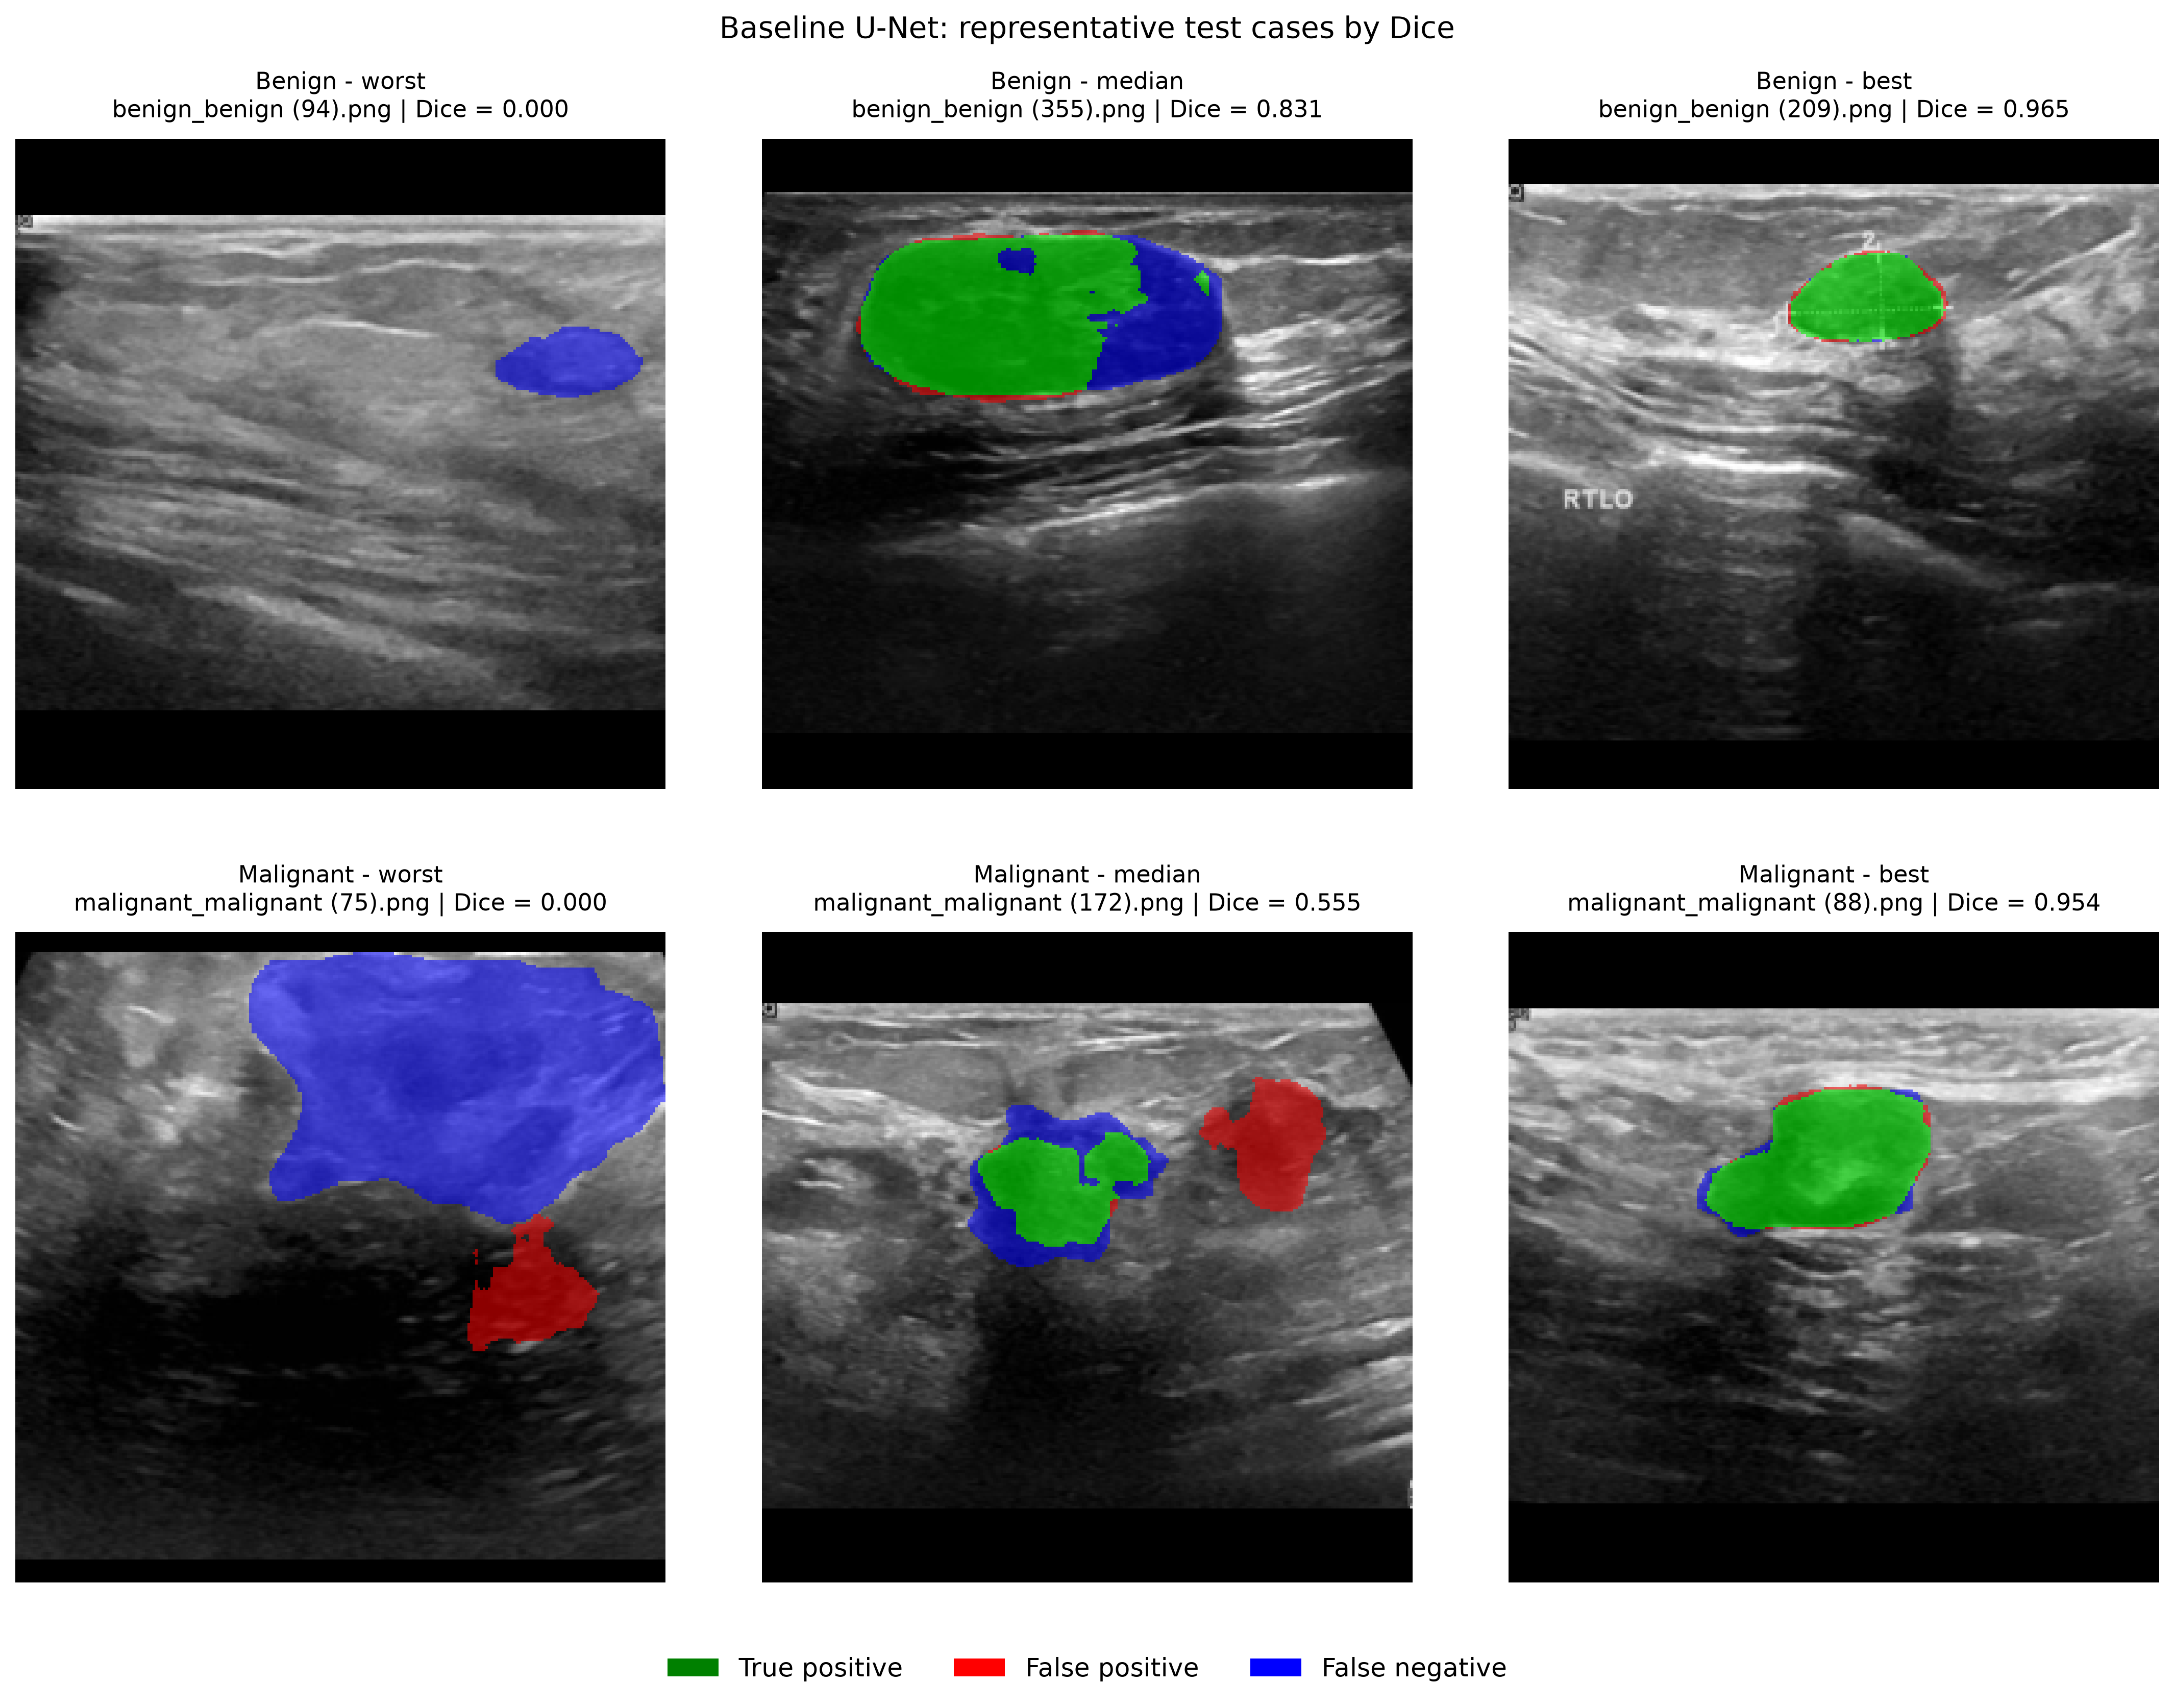 Baseline U-Net: representative test cases by Dice
Benign - worst
benign_benign (94).png | Dice = 0.000
Benign - median
benign_benign (355).png | Dice = 0.831
Benign - best
benign_benign (209).png | Dice = 0.965
2
1
RTLO
Malignant - worst
malignant_malignant (75).png | Dice = 0.000
Malignant - median
malignant_malignant (172).png | Dice = 0.555
Malignant - best
malignant_malignant (88).png | Dice = 0.954
True positive
False positive
False negative